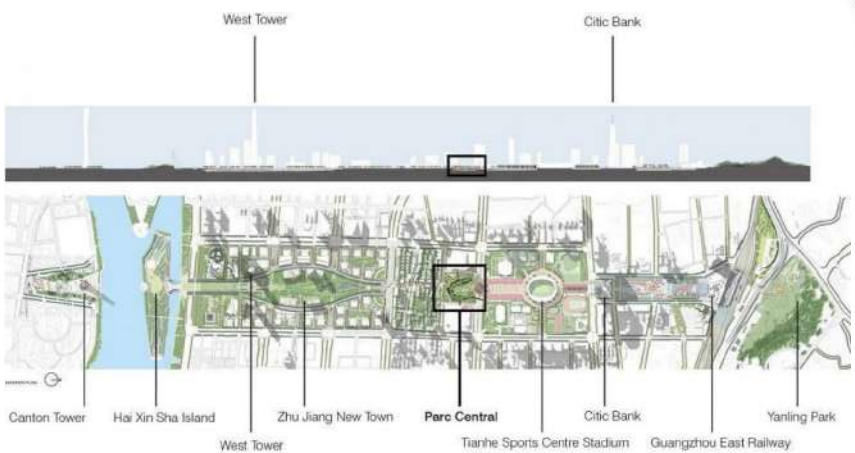 West Tower
Citic Bank
Canton Tower
Hai Xin Sha Island
Zhu Jiang New Town
Parc Central
Citic Bank
Yanling Park
West Tower
Tianhe Sports Centre Stadium
Guangzhou East Railway